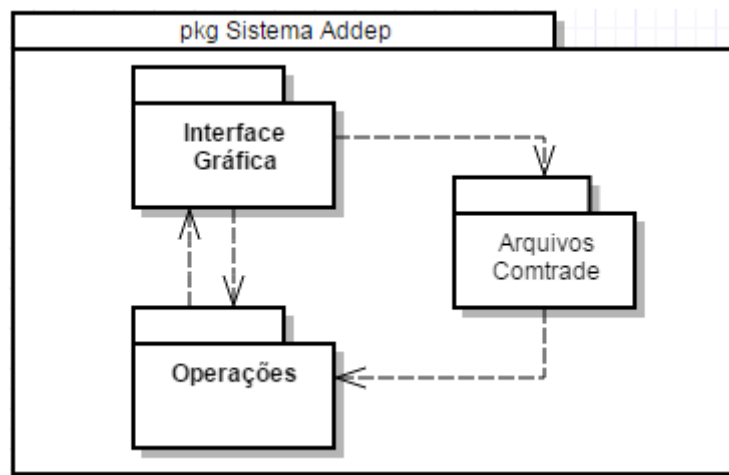 pkg Sistema Addep
Interface
Gráfica
Arquivos
Comtrade
Operações